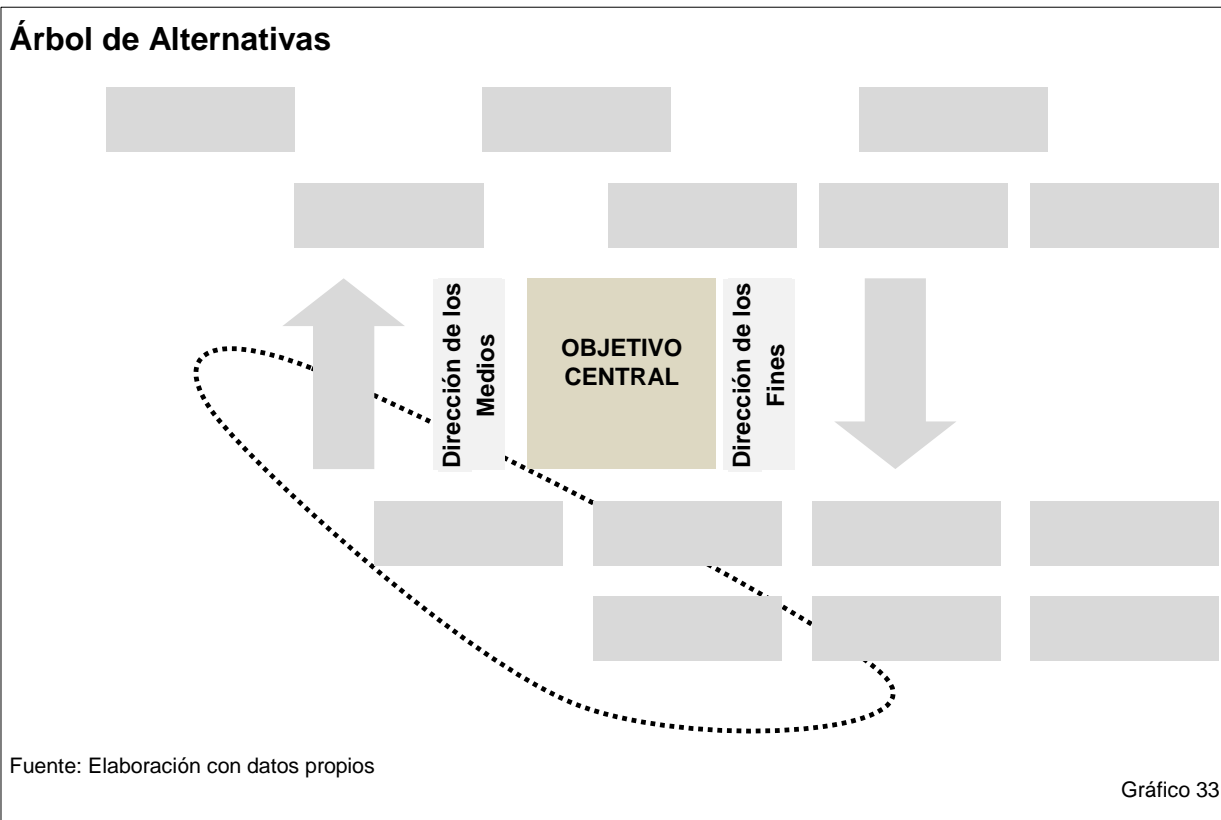 Árbol de Alternativas
Dirección de los
Medios
OBJETIVO
CENTRAL
Dirección de los
Fines
Fuente: Elaboración con datos propios
Gráfico 33